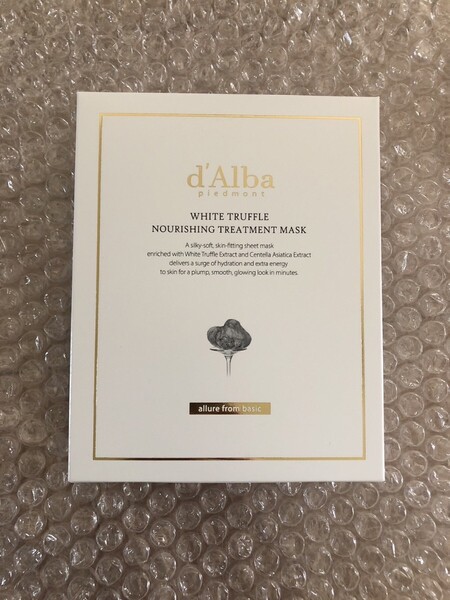 d'Alba
piedmont
WHITE TRUFFLE
NOURISHING TREATMENT MASK
A silky-soft, skin-fitting sheet mask
enriched with White Truffle Extract and Centella Asiatica Extract
delivers a surge of hydration and extra energy
to skin for a plump, smooth, glowing look in minutes.
allure from basic